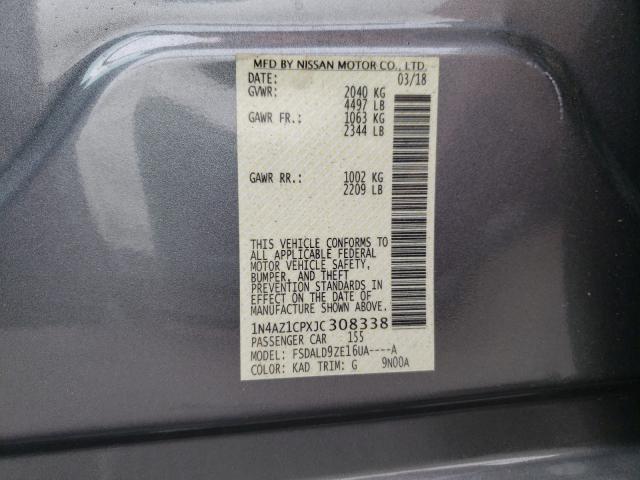 MFD BY NISSAN MOTOR CO., LTD.
DATE: 03/18
GVWR: 2040 KG
4497 LB
GAWR FR.: 1063 KG
2344 LB
GAWR RR.: 1002 KG
2209 LB
THIS VEHICLE CONFORMS TO
ALL APPLICABLE FEDERAL
MOTOR VEHICLE SAFETY,
BUMPER, AND THEFT
PREVENTION STANDARDS IN
EFFECT ON THE DATE OF
MANUFACTURE SHOWN ABOVE.
1N4AZ1CPXJC308338
PASSENGER CAR 155
MODEL: FSDALD9ZE16UA----A
COLOR: KAD TRIM: G 9N00A